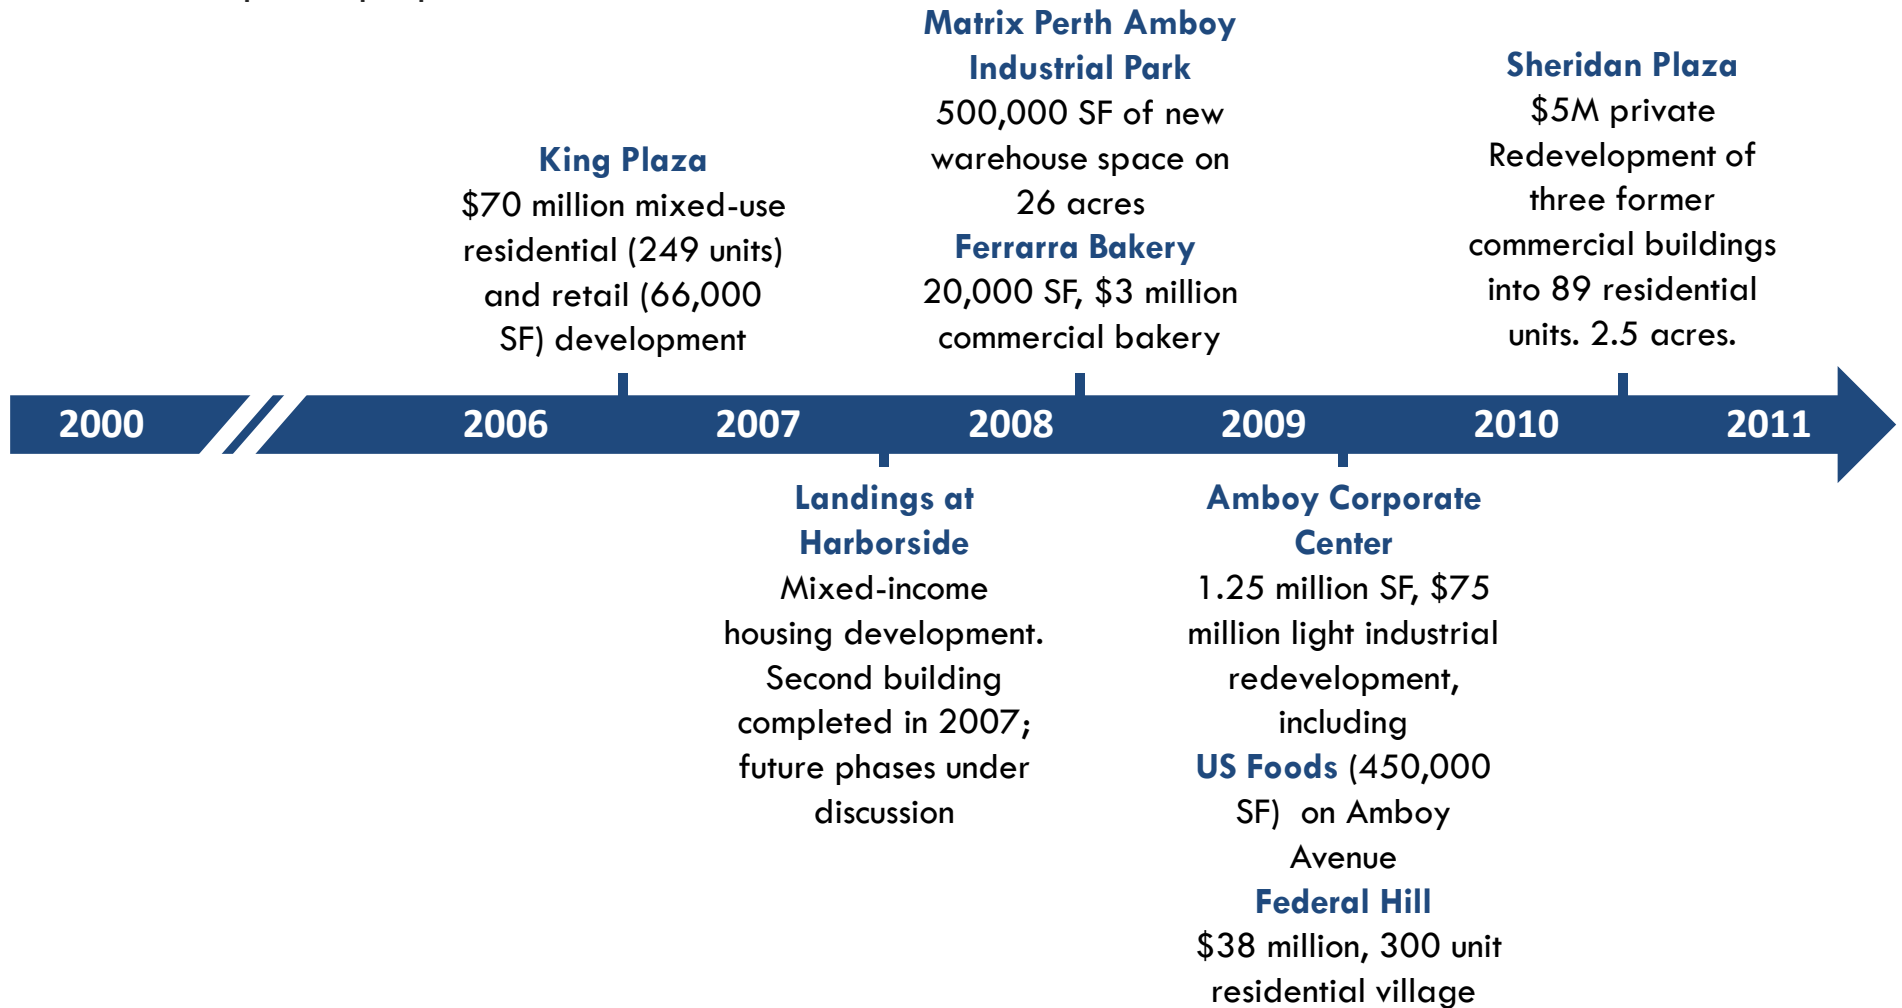 Matrix Perth Amboy
Industrial Park
500,000 SF of new
warehouse space on
26 acres
Ferrarra Bakery
20,000 SF, $3 million
commercial bakery
Sheridan Plaza
$5M private
Redevelopment of
three former
commercial buildings
into 89 residential
units. 2.5 acres.
King Plaza
$70 million mixed-use
residential (249 units)
and retail (66,000
SF) development
2000 2006 2007 2008 2009 2010 2011
Landings at
Harborside
Mixed-income
housing development.
Second building
completed in 2007;
future phases under
discussion
Amboy Corporate
Center
1.25 million SF, $75
million light industrial
redevelopment,
including
US Foods (450,000
SF)  on Amboy
Avenue
Federal Hill
$38 million, 300 unit
residential village